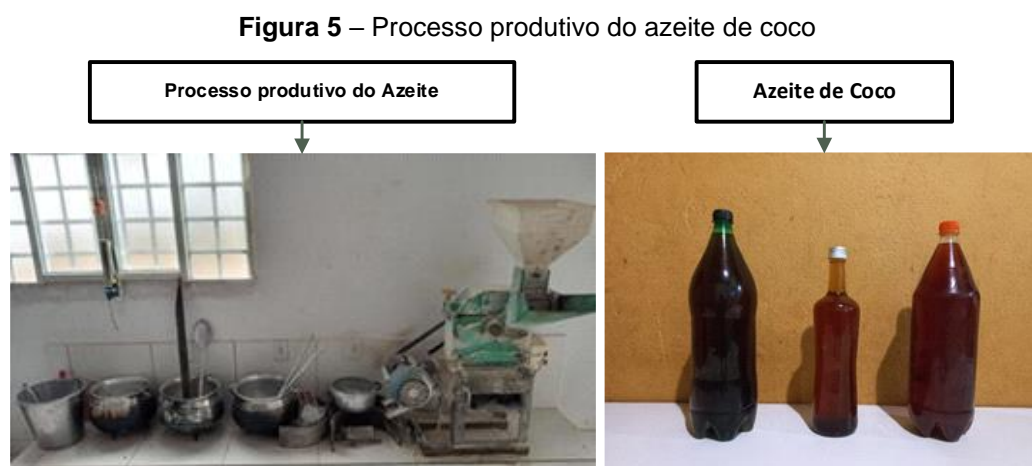 Figura 5 – Processo produtivo do azeite de coco
Processo produtivo do Azeite
Azeite de Coco